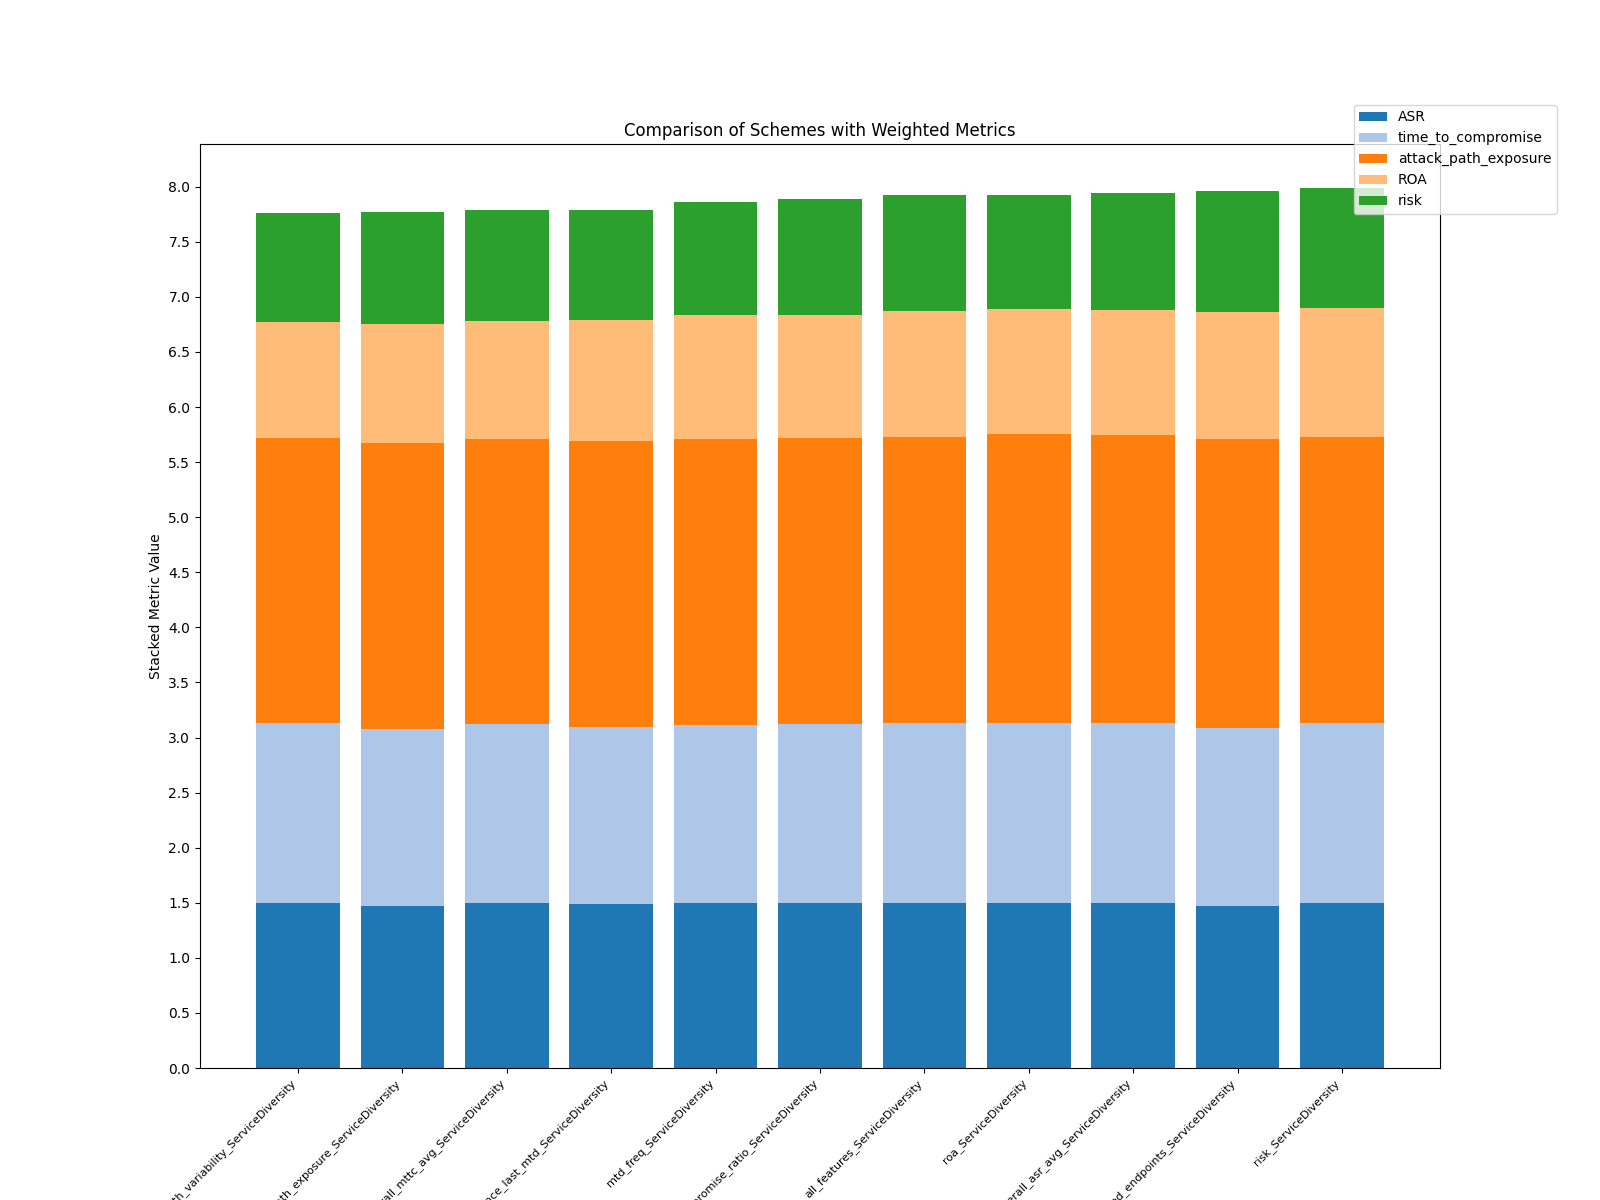 Comparison of Schemes with Weighted Metrics
ASR
time_to_compromise
attack_path_exposure
ROA
risk
Stacked Metric Value
8.0
7.5
7.0
6.5
6.0
5.5
5.0
4.5
4.0
3.5
3.0
2.5
2.0
1.5
1.0
0.5
0.0
th_variability_ServiceDiversity
th_exposure_ServiceDiversity
all_mttc_avg_ServiceDiversity
nce_last_mtd_ServiceDiversity
mtd_freq_ServiceDiversity
romise_ratio_ServiceDiversity
all_features_ServiceDiversity
roa_ServiceDiversity
erall_asr_avg_ServiceDiversity
d_endpoints_ServiceDiversity
risk_ServiceDiversity